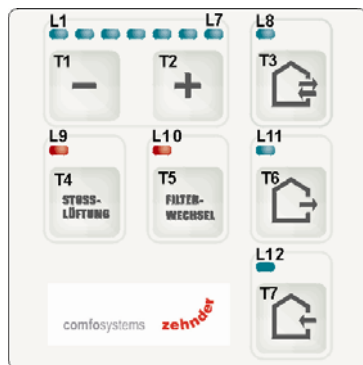 L1 L7 L8
T1 T2 T3
− +
L9 L10 L11
T4 T5 T6
STOSS- FILTER-
LÜFTUNG WECHSEL
L12
T7
comfosystems zehnder